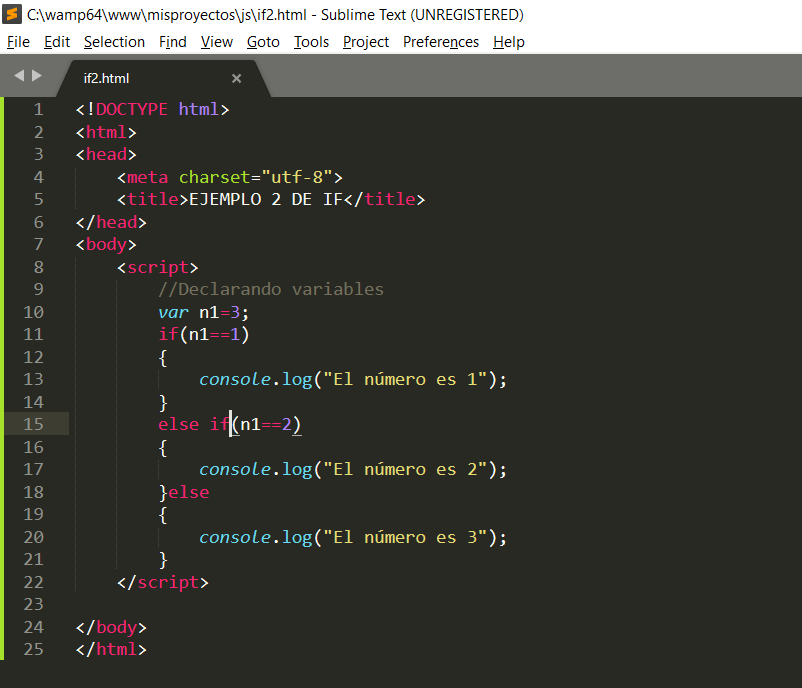 C:\wamp64\www\misproyectos\js\if2.html - Sublime Text (UNREGISTERED)
File Edit Selection Find View Goto Tools Project Preferences Help
if2.html ×
1 <!DOCTYPE html>
2 <html>
3 <head>
4 <meta charset="utf-8">
5 <title>EJEMPLO 2 DE IF</title>
6 </head>
7 <body>
8 <script>
9 //Declarando variables
10 var n1=3;
11 if(n1==1)
12 {
13 console.log("El número es 1");
14 }
15 else if(n1==2)
16 {
17 console.log("El número es 2");
18 }else
19 {
20 console.log("El número es 3");
21 }
22 </script>
23
24 </body>
25 </html>